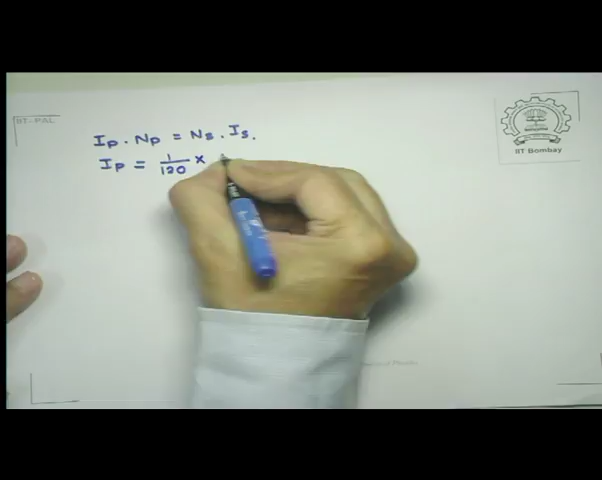 IIT-PAL
IIT Bombay
Ip . Np = Ns . Is.
Ip = 1/120 ×